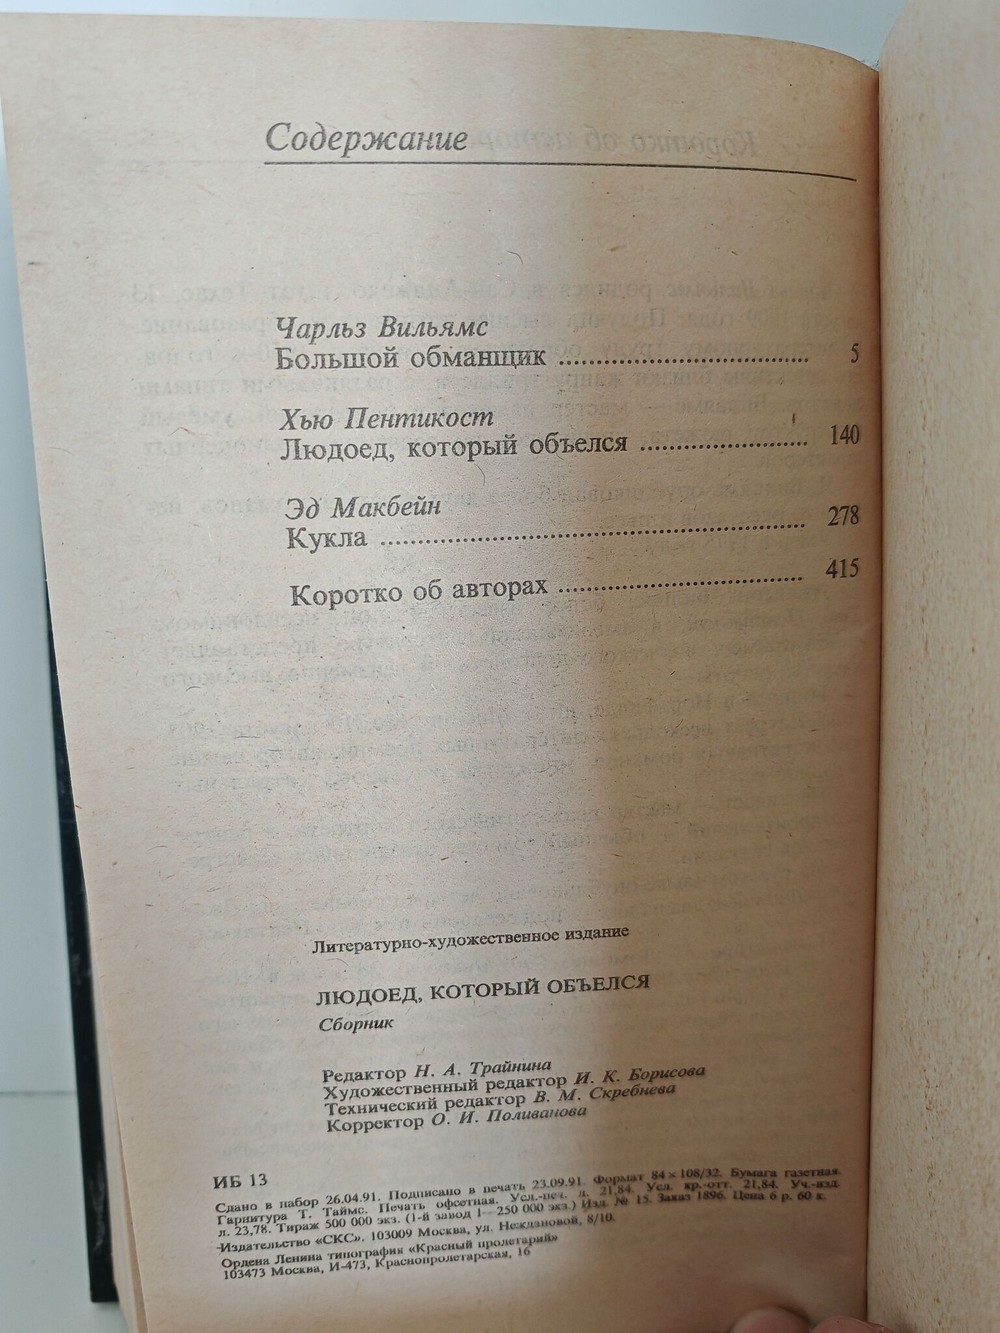 Содержание
Чарльз Вильямс
Большой обманщик ........................................ 5
Хью Пентикост
Людоед, который объелся ........................... 140
Эд Макбейн
Кукла ................................................................. 278
Коротко об авторах ........................................ 415
Литературно-художественное издание
ЛЮДОЕД, КОТОРЫЙ ОБЪЕЛСЯ
Сборник
Редактор Н. А. Трайнина
Художественный редактор И. К. Борисова
Технический редактор В. М. Скребнева
Корректор О. И. Поливанова
ИБ 13
Сдано в набор 26.04.91. Подписано в печать 23.09.91. Формат 84×108/32. Бумага газетная.
Гарнитура Т. Таймс. Печать офсетная. Усл.-печ. л. 21,84. Усл. кр.-отт. 21,84. Уч.-изд.
л. 23,78. Тираж 500 000 экз. (1-й завод 1—250 000 экз.) Изд. № 15. Заказ 1896. Цена 6 р. 60 к.
Издательство «СКС». 103009 Москва, ул. Неждановой, 8/10.
Ордена Ленина типография «Красный пролетарий»
103473 Москва, И-473, Краснопролетарская, 16